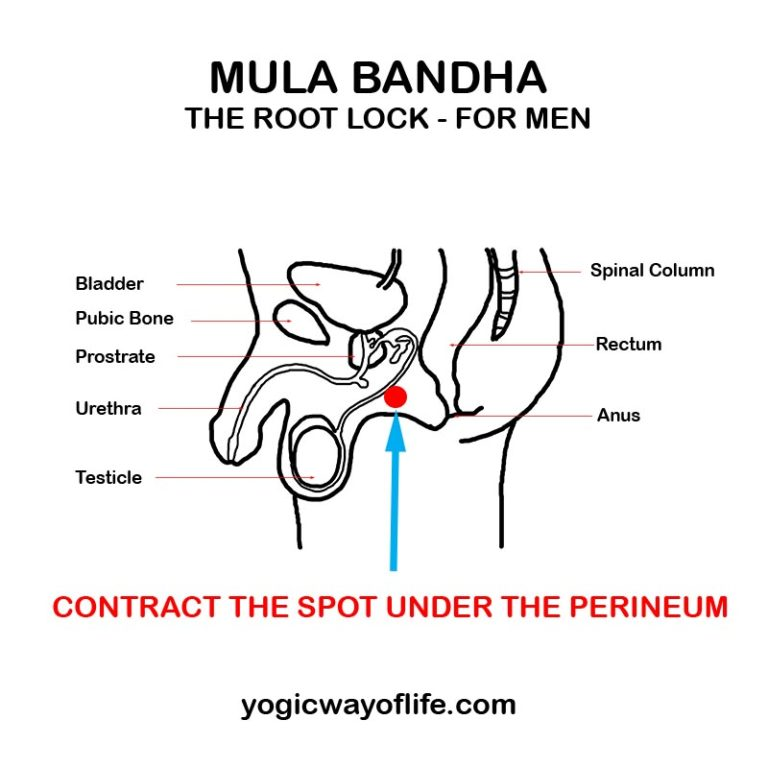 MULA BANDHA
THE ROOT LOCK - FOR MEN
Bladder
Pubic Bone
Prostrate
Urethra
Testicle
Spinal Column
Rectum
Anus
CONTRACT THE SPOT UNDER THE PERINEUM
yogicwayoflife.com